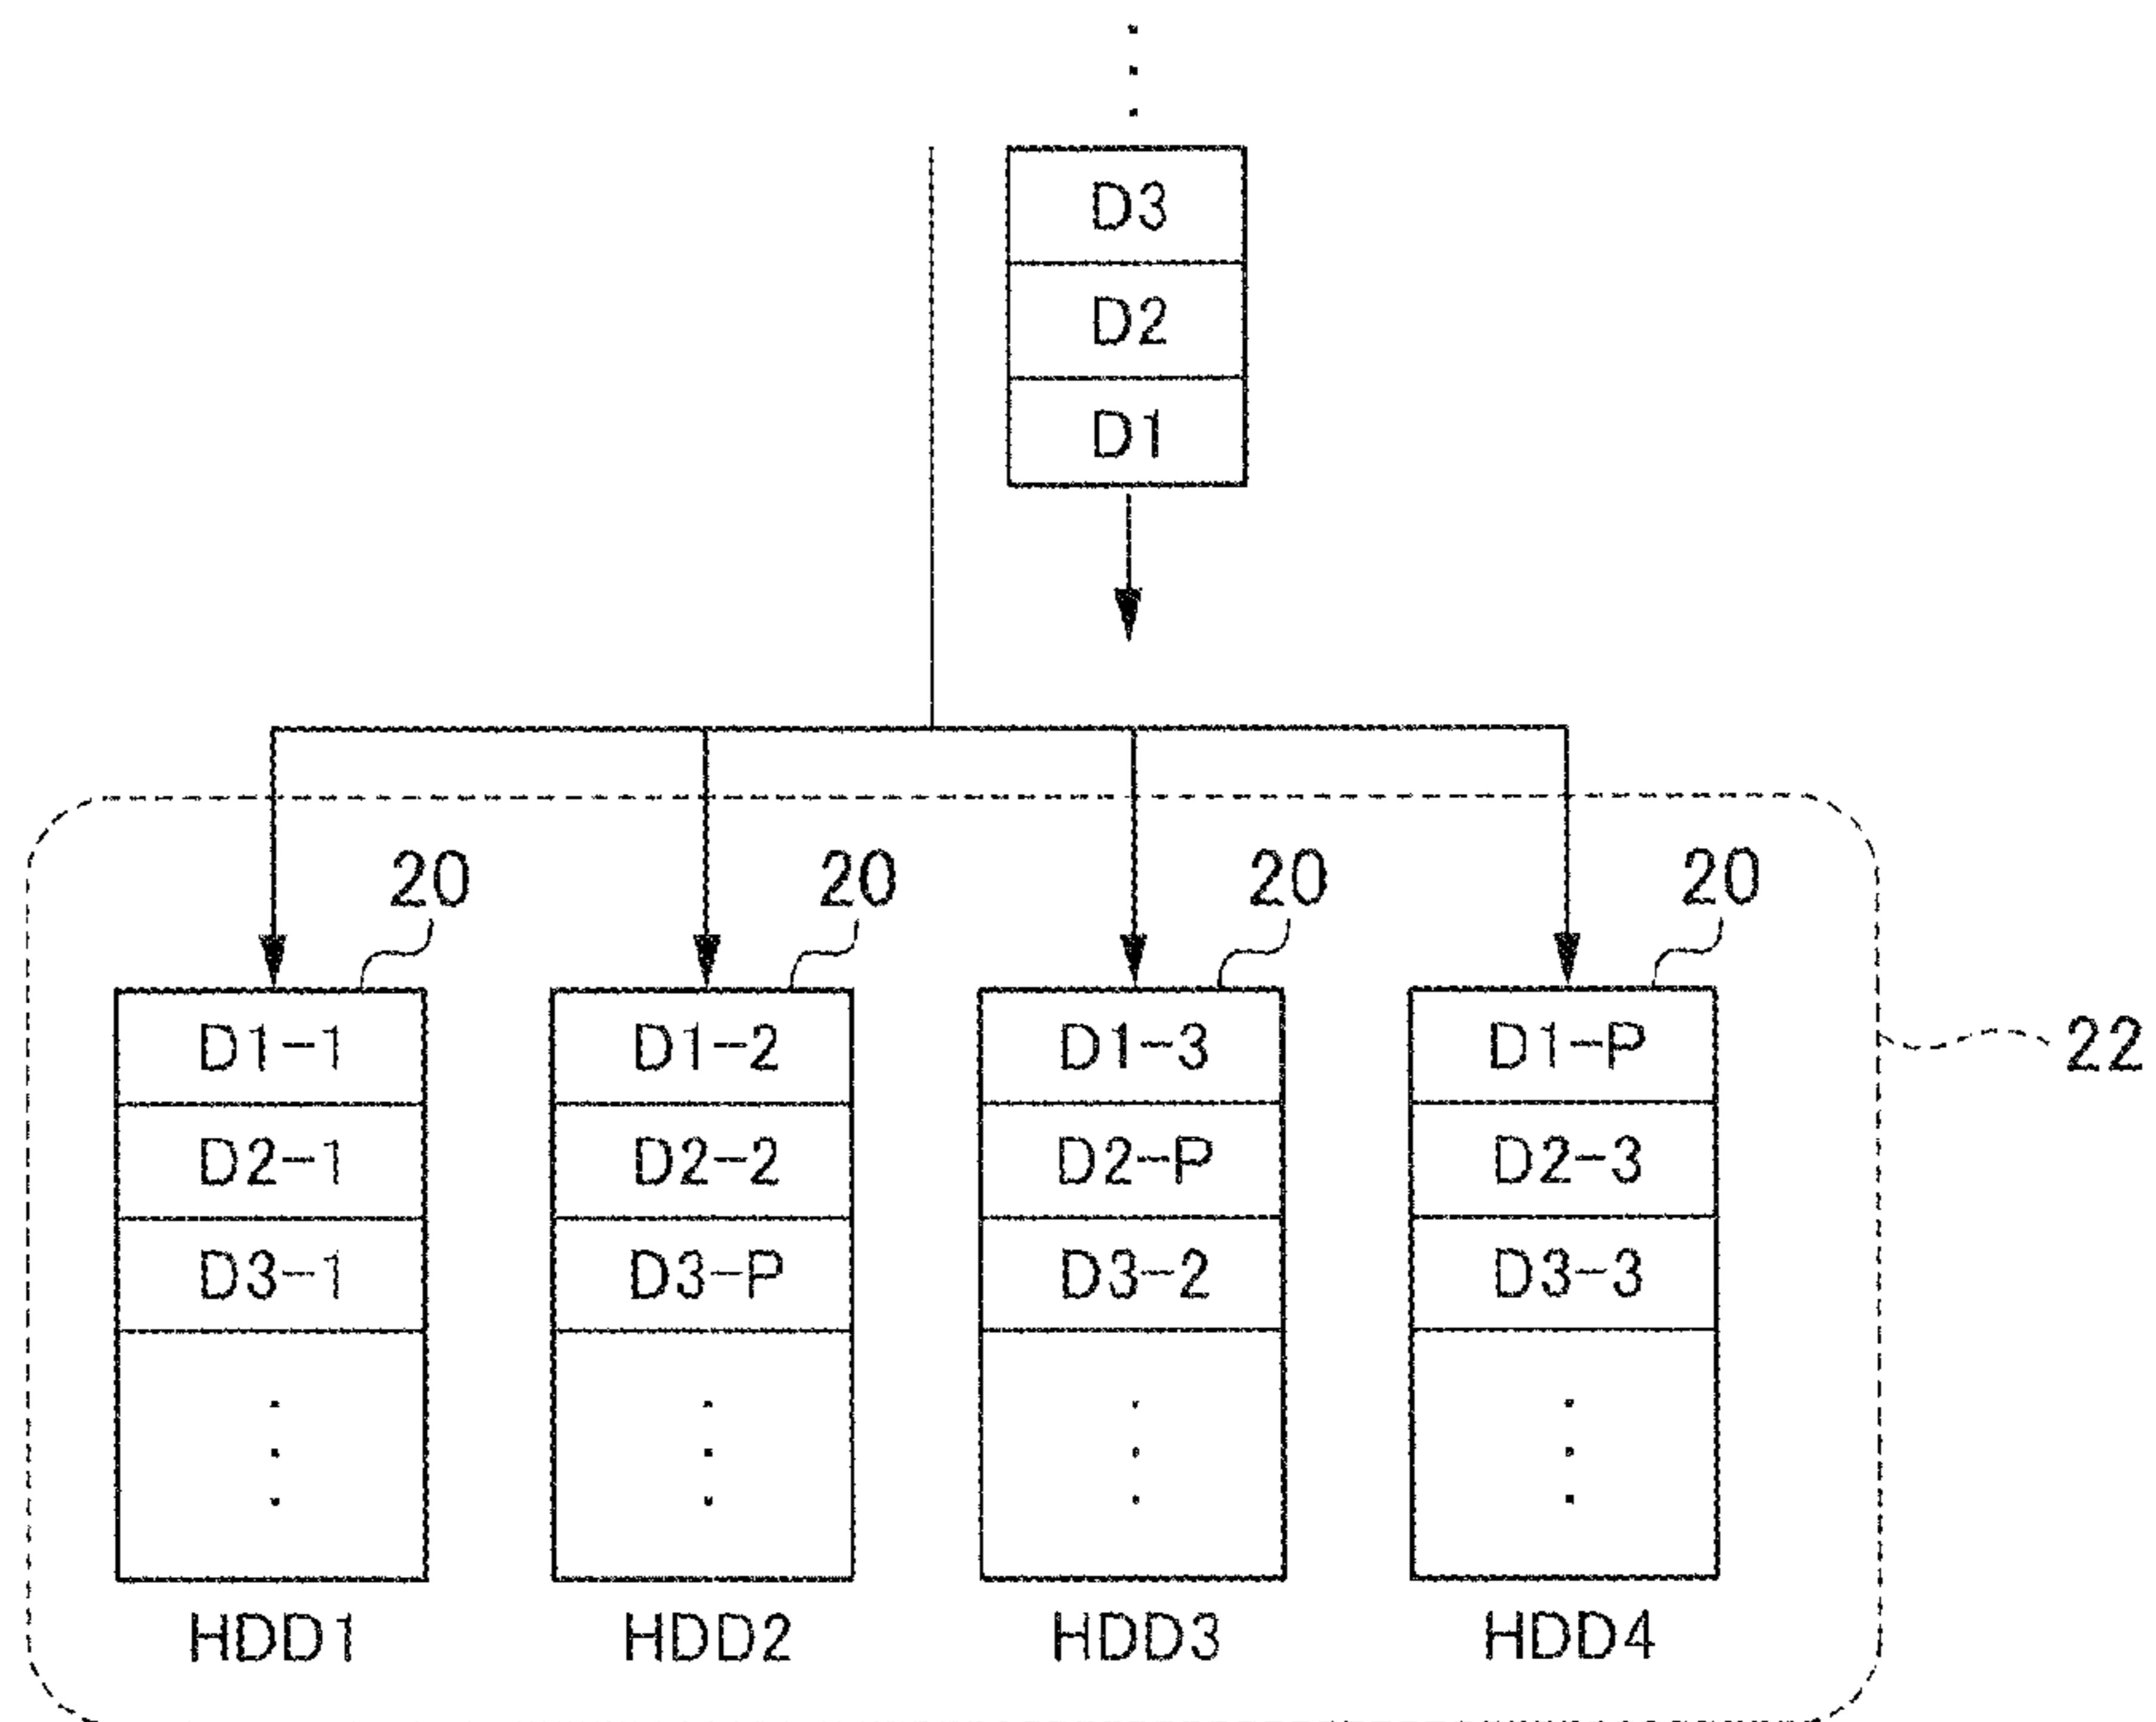 D3
D2
D1
20 20 20 20
D1-1 D1-2 D1-3 D1-P
22
D2-1 D2-2 D2-P D2-3
D3-1 D3-P D3-2 D3-3
HDD1 HDD2 HDD3 HDD4